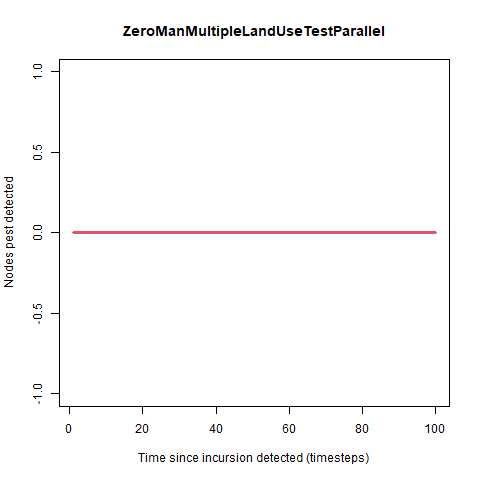 ZeroManMultipleLandUseTestParallel
Nodes pest detected
1.0
0.5
0.0
-0.5
-1.0
0 20 40 60 80 100
Time since incursion detected (timesteps)